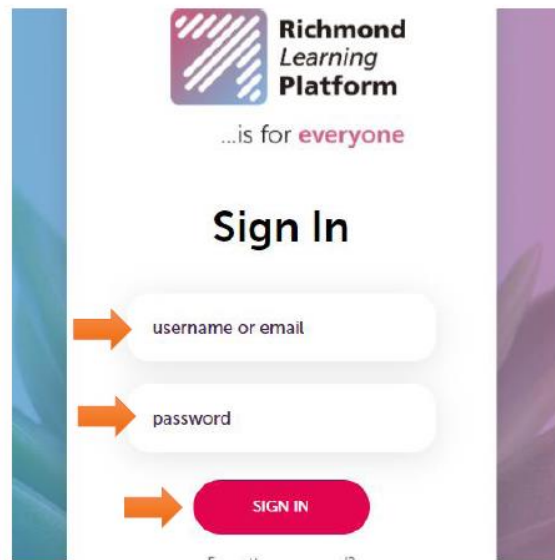 Richmond
Learning
Platform
...is for everyone
Sign In
username or email
password
SIGN IN